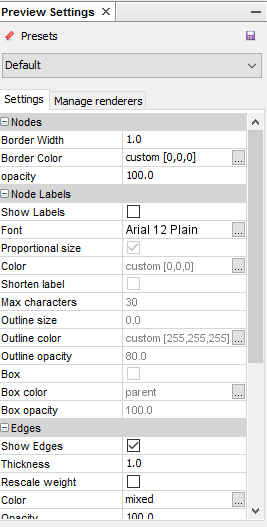 Preview Settings
Presets
Default
Settings Manage renderers
Nodes
Border Width 1.0
Border Color custom [0,0,0] ...
opacity 100.0
Node Labels
Show Labels
Font Arial 12 Plain ...
Proportional size
Color custom [0,0,0] ...
Shorten label
Max characters 30
Outline size 0.0
Outline color custom [255,255,255] ...
Outline opacity 80.0
Box
Box color parent ...
Box opacity 100.0
Edges
Show Edges
Thickness 1.0
Rescale weight
Color mixed ...
Opacity 100.0